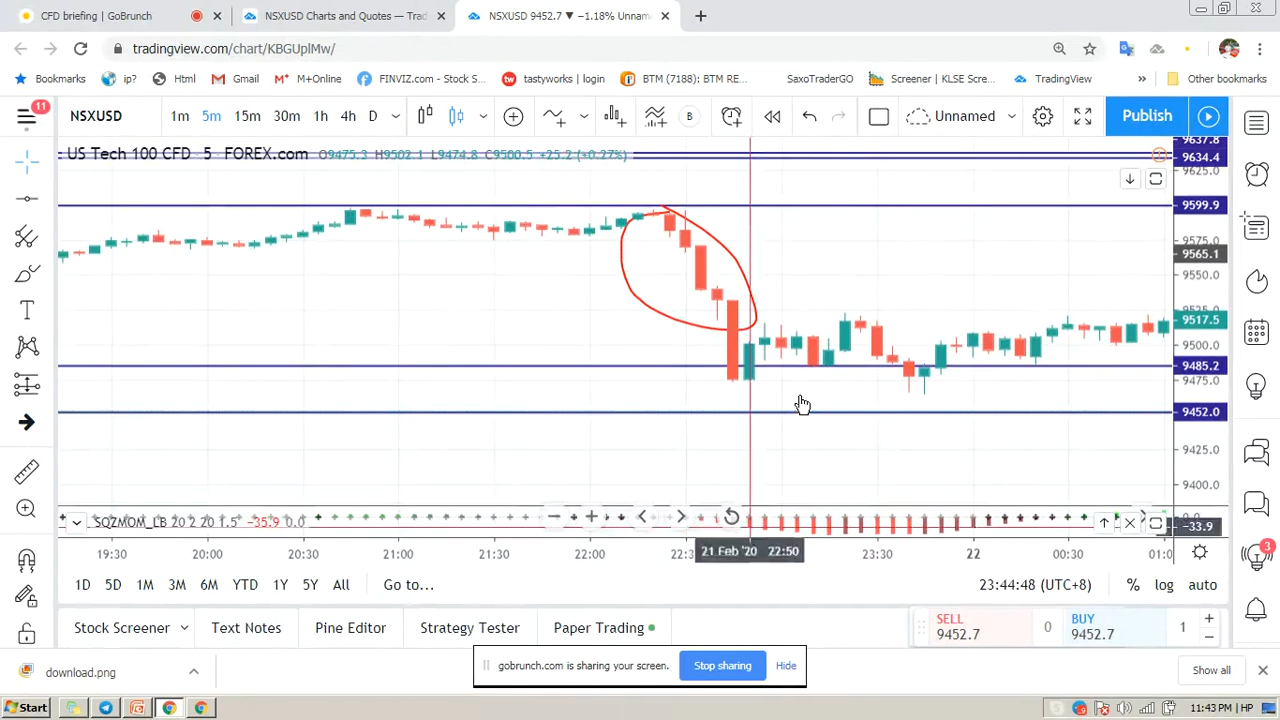 CFD briefing | GoBrunch
NSXUSD Charts and Quotes — Trad
NSXUSD 9452.7 ▼ −1.18% Unnam
tradingview.com/chart/KBGUplMw/
Bookmarks
ip?
Html
Gmail
M+Online
FINVIZ.com - Stock S...
tastyworks | login
BTM (7188): BTM RE...
SaxoTraderGO
Screener | KLSE Scre...
TradingView
»
Other bookmarks
11
NSXUSD
1m
5m
15m
30m
1h
4h
D
B
Unnamed
Publish
US Tech 100 CFD · 5 · FOREX.com O9475.3 H9502.1 L9474.8 C9500.5 +25.2 (+0.27%)
9637.8
9634.4
9625.0
9599.9
9575.0
9565.1
9550.0
9525.0
9517.5
9500.0
9485.2
9475.0
9452.0
9425.0
9400.0
SQZMOM_LB 20 2 20 1.5 −35.9 0.0
−33.9
19:30
20:00
20:30
21:00
21:30
22:00
22:3
21 Feb '20 22:50
23:30
22
00:30
01:0
1D
5D
1M
3M
6M
YTD
1Y
5Y
All
Go to...
23:44:48 (UTC+8)
%
log
auto
3
Stock Screener
Text Notes
Pine Editor
Strategy Tester
Paper Trading
SELL
9452.7
0
BUY
9452.7
1
download.png
gobrunch.com is sharing your screen.
Stop sharing
Hide
Show all
Start
11:43 PM
HP